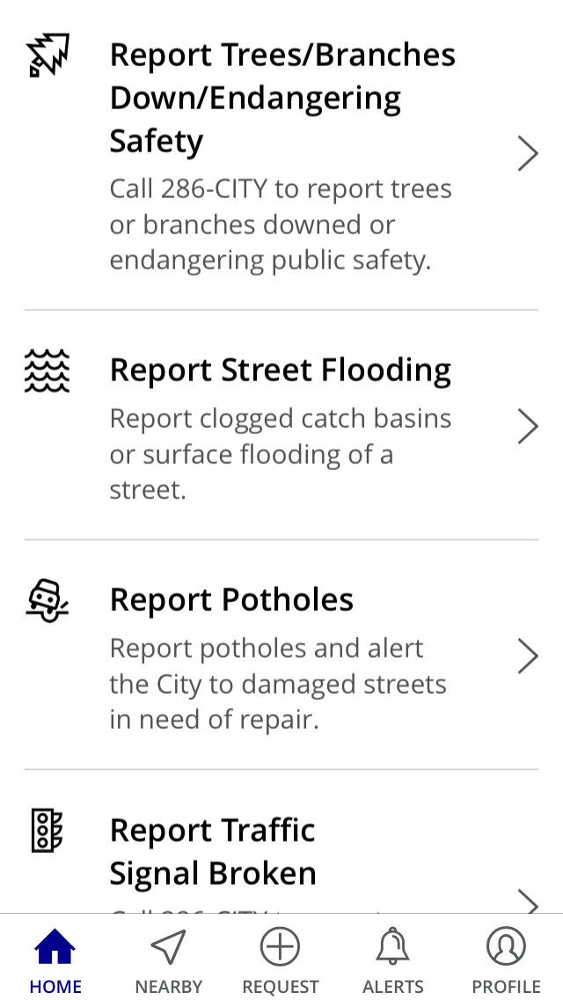 Report Trees/Branches
Down/Endangering
Safety
Call 286-CITY to report trees
or branches downed or
endangering public safety.
Report Street Flooding
Report clogged catch basins
or surface flooding of a
street.
Report Potholes
Report potholes and alert
the City to damaged streets
in need of repair.
Report Traffic
Signal Broken
HOME NEARBY REQUEST ALERTS PROFILE